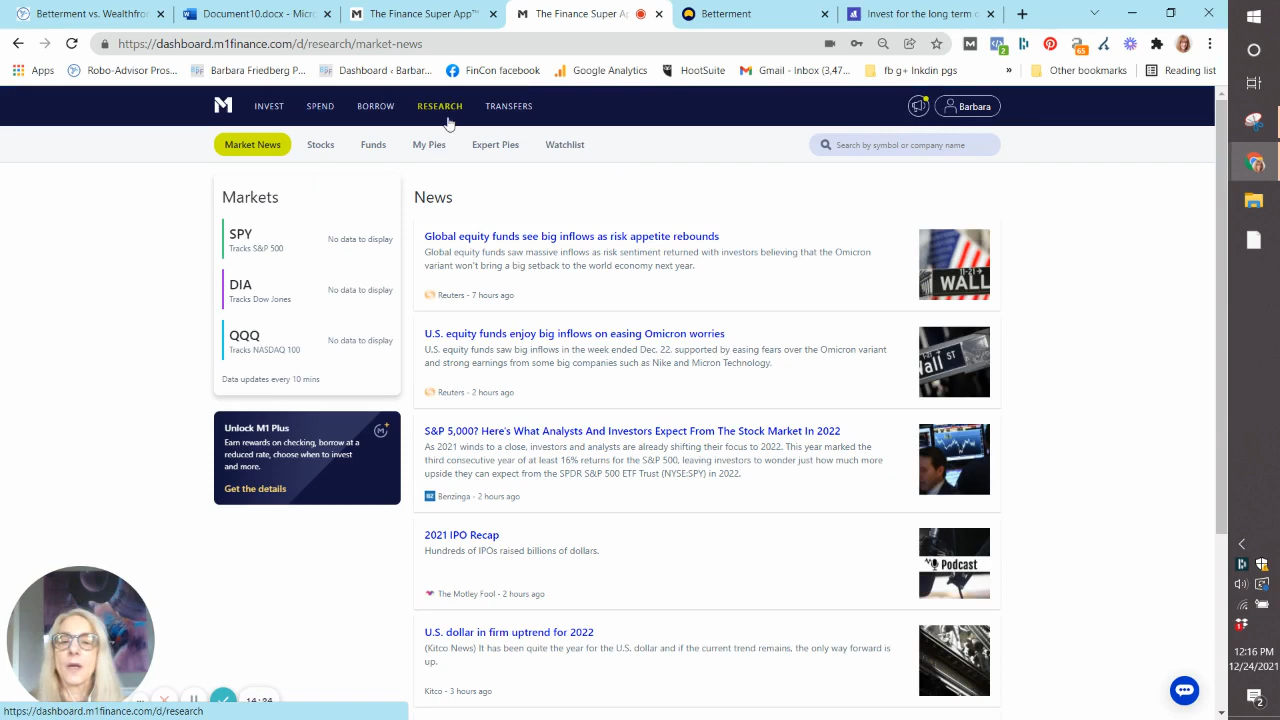 10.docx - M1 vs. Wealthfront vs
Betterment vs. Wealthfron
The Finance Super App™
The Finance Super Ap
Betterment
Invest for long term
https://dashboard.m1finance.com/d/research/market-news
2
65
Apps
Robo-Advisor Pros...
Barbara Friedberg P...
Dashboard - Barbar...
FinCon facebook
Google Analytics
HootSuite
Gmail - Inbox (3,47...
fb g+ Inkdin pgs
»
Other bookmarks
Reading list
INVEST
SPEND
BORROW
RESEARCH
TRANSFERS
Barbara
Market News
Stocks
Funds
My Pies
Expert Pies
Watchlist
Search by symbol or company name
Markets
SPY
Tracks S&P 500
No data to display
DIA
Tracks Dow Jones
No data to display
QQQ
Tracks NASDAQ 100
No data to display
Data updates every 10 mins
Unlock M1 Plus
Earn rewards on checking, borrow at a
reduced rate, choose when to invest
and more.
Get the details
News
Global equity funds see big inflows as risk appetite rebounds
Global equity funds saw massive inflows as risk sentiment returned with investors believing that the Omicron
variant won't bring a big setback to the world economy next year.
Reuters - 7 hours ago
11-21
WALL
U.S. equity funds enjoy big inflows on easing Omicron worries
U.S. equity funds saw big inflows in the week ended Dec. 22, supported by easing fears over the Omicron variant
and strong earnings from some big companies such as Nike and Micron Technology.
Reuters - 2 hours ago
Wall ST
S&P 5,000? Here's What Analysts And Investors Expect From The Stock Market In 2022
As 2021 winds to a close, investors and analysts are already shifting their focus to 2022. This year marked the
third consecutive year of at least 16% returns for the S&P 500, leaving investors to wonder just how much more
upside they can expect from the SPDR S&P 500 ETF Trust (NYSE:SPY) in 2022.
Benzinga - 2 hours ago
2021 IPO Recap
Hundreds of IPOs raised billions of dollars.
The Motley Fool - 2 hours ago
Podcast
U.S. dollar in firm uptrend for 2022
(Kitco News) It has been quite the year for the U.S. dollar and if the current trend remains, the only way forward is
up.
Kitco - 3 hours ago
https://dashboard.m1finance.com/d/research
12:16 PM
12/24/2021
2